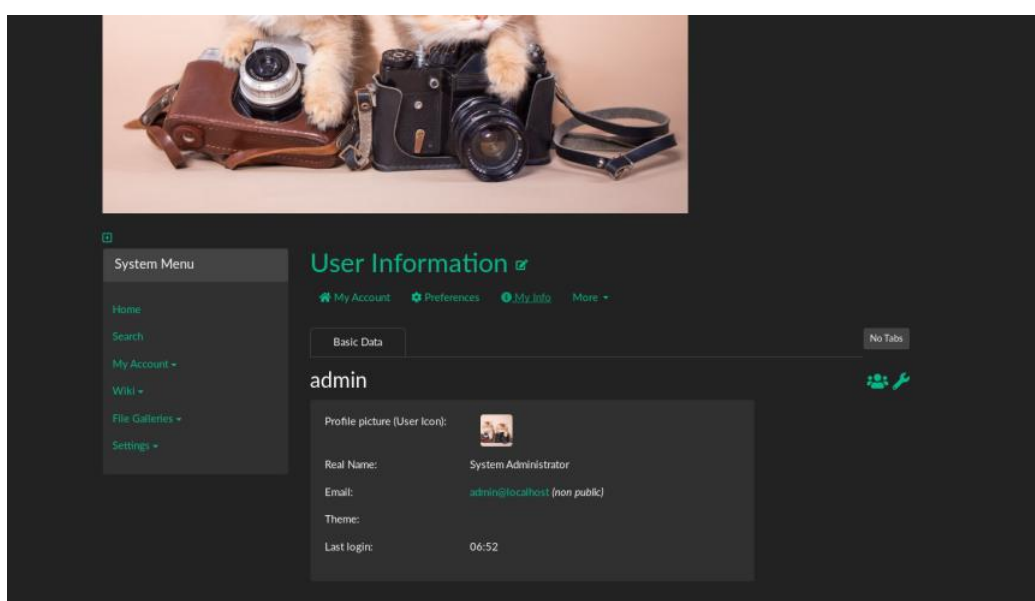 System Menu
Home
Search
My Account
Wiki
File Galleries
Settings
User Information
My Account Preferences My Info More
Basic Data
No Tabs
admin
Profile picture (User Icon):
Real Name: System Administrator
Email: admin@localhost (non public)
Theme:
Last login: 06:52